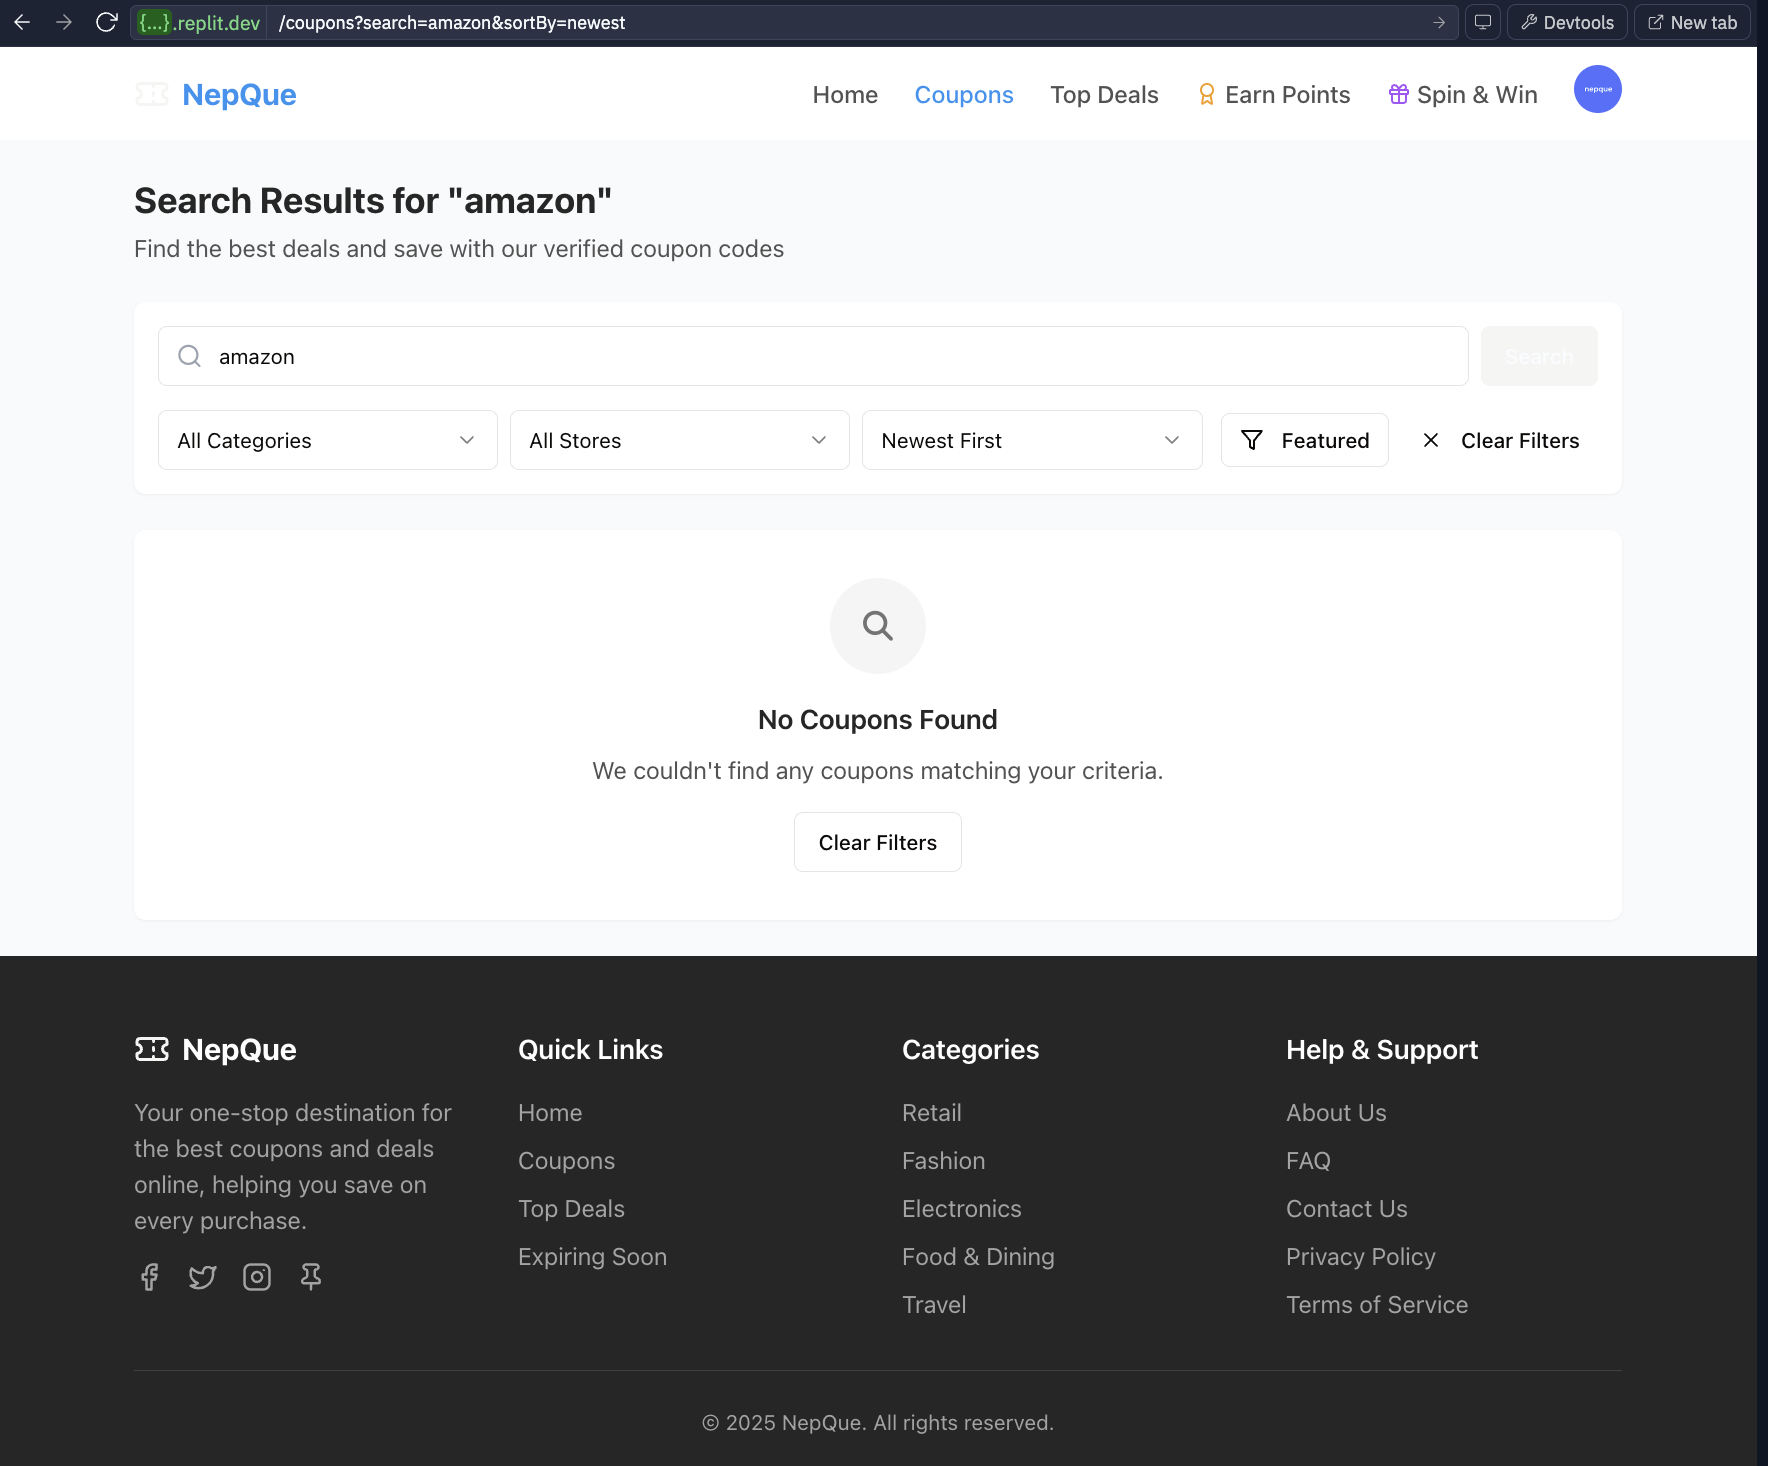 {...}.replit.dev /coupons?search=amazon&sortBy=newest Devtools New tab
NepQue Home Coupons Top Deals Earn Points Spin & Win nepque
Search Results for "amazon"
Find the best deals and save with our verified coupon codes
amazon Search
All Categories All Stores Newest First Featured Clear Filters
No Coupons Found
We couldn't find any coupons matching your criteria.
Clear Filters
NepQue
Your one-stop destination for
the best coupons and deals
online, helping you save on
every purchase.
Quick Links
Home
Coupons
Top Deals
Expiring Soon
Categories
Retail
Fashion
Electronics
Food & Dining
Travel
Help & Support
About Us
FAQ
Contact Us
Privacy Policy
Terms of Service
© 2025 NepQue. All rights reserved.